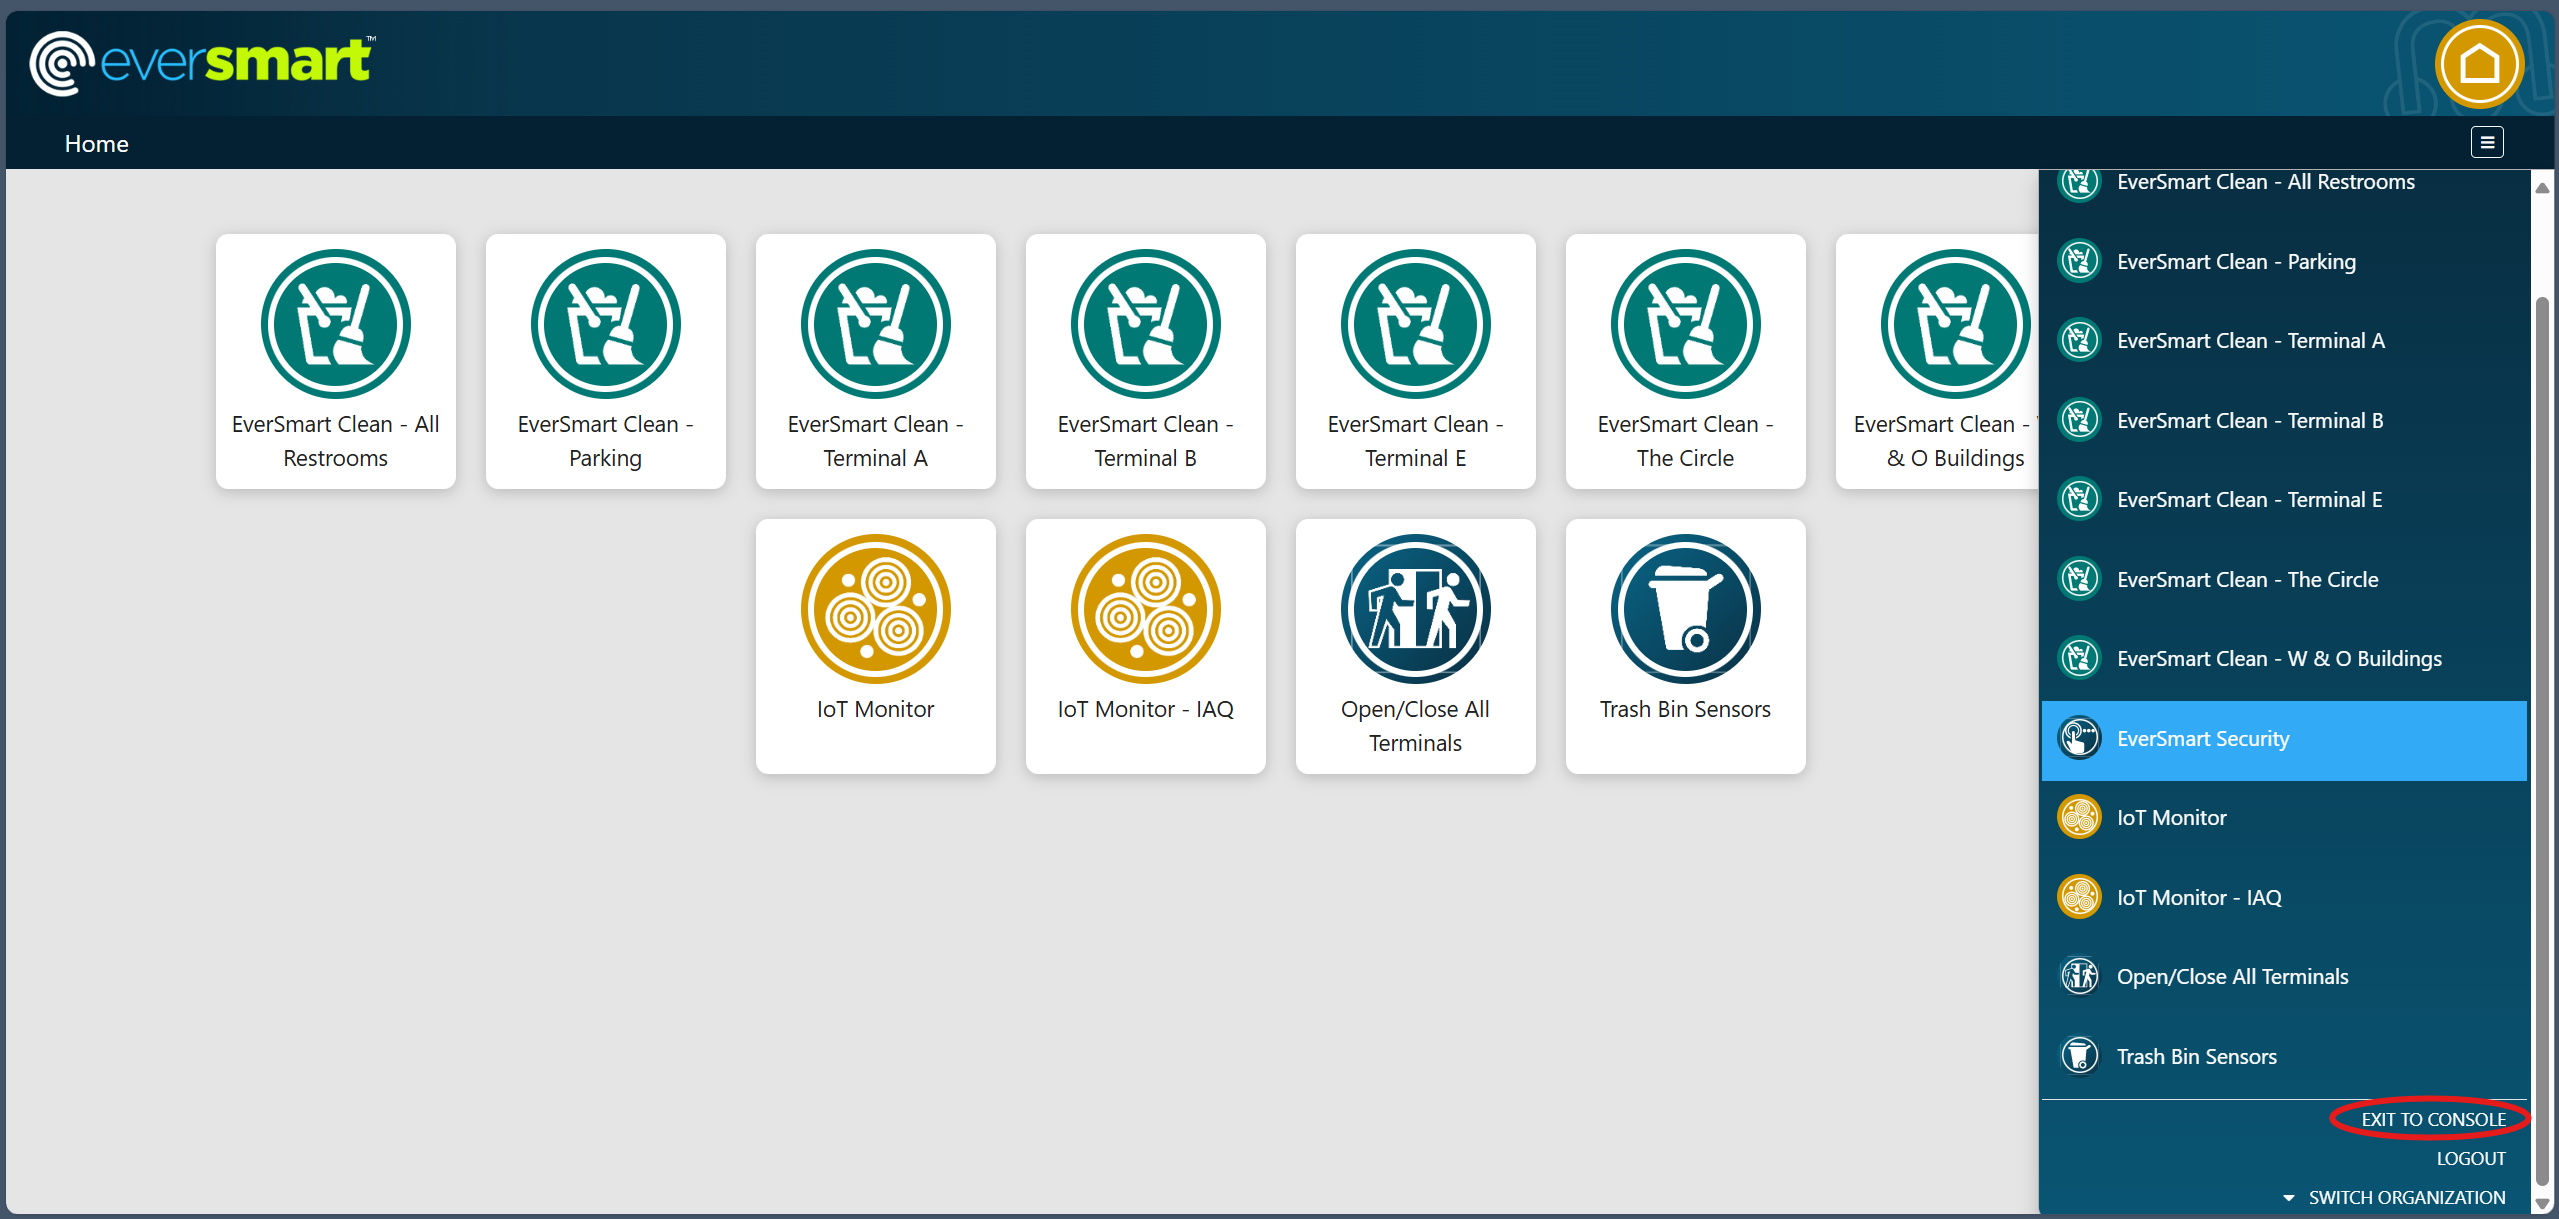 eversmart™
Home
EverSmart Clean - All
Restrooms
EverSmart Clean -
Parking
EverSmart Clean -
Terminal A
EverSmart Clean -
Terminal B
EverSmart Clean -
Terminal E
EverSmart Clean -
The Circle
EverSmart Clean -
& O Buildings
IoT Monitor
IoT Monitor - IAQ
Open/Close All
Terminals
Trash Bin Sensors
EverSmart Clean - All Restrooms
EverSmart Clean - Parking
EverSmart Clean - Terminal A
EverSmart Clean - Terminal B
EverSmart Clean - Terminal E
EverSmart Clean - The Circle
EverSmart Clean - W & O Buildings
EverSmart Security
IoT Monitor
IoT Monitor - IAQ
Open/Close All Terminals
Trash Bin Sensors
EXIT TO CONSOLE
LOGOUT
SWITCH ORGANIZATION